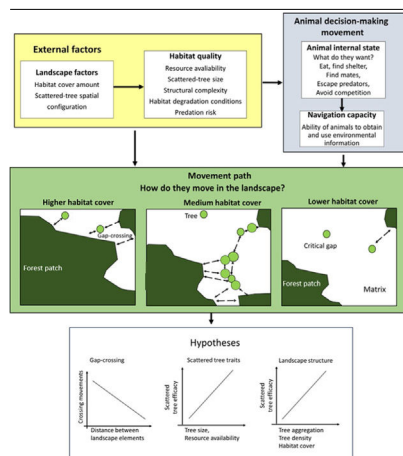 External factors
Landscape factors
Habitat cover amount
Scattered-tree spatial
configuration
Habitat quality
Resource availability
Scattered-tree size
Structural complexity
Habitat degradation conditions
Predation risk
Animal decision-making
movement
Animal internal state
What do they want?
Eat, find shelter,
Find mates,
Escape predators,
Avoid competition
Navigation capacity
Ability of animals to obtain
and use environmental
information
Movement path
How do they move in the landscape?
Higher habitat cover
Gap-crossing
Forest patch
Medium habitat cover
Tree
Lower habitat cover
Critical gap
Forest patch
Matrix
Hypotheses
Gap-crossing
Crossing movements
Distance between
landscape elements
Scattered tree traits
Scattered
tree efficacy
Tree size,
Resource availability
Landscape structure
Scattered
tree efficacy
Tree aggregation
Tree density
Habitat cover